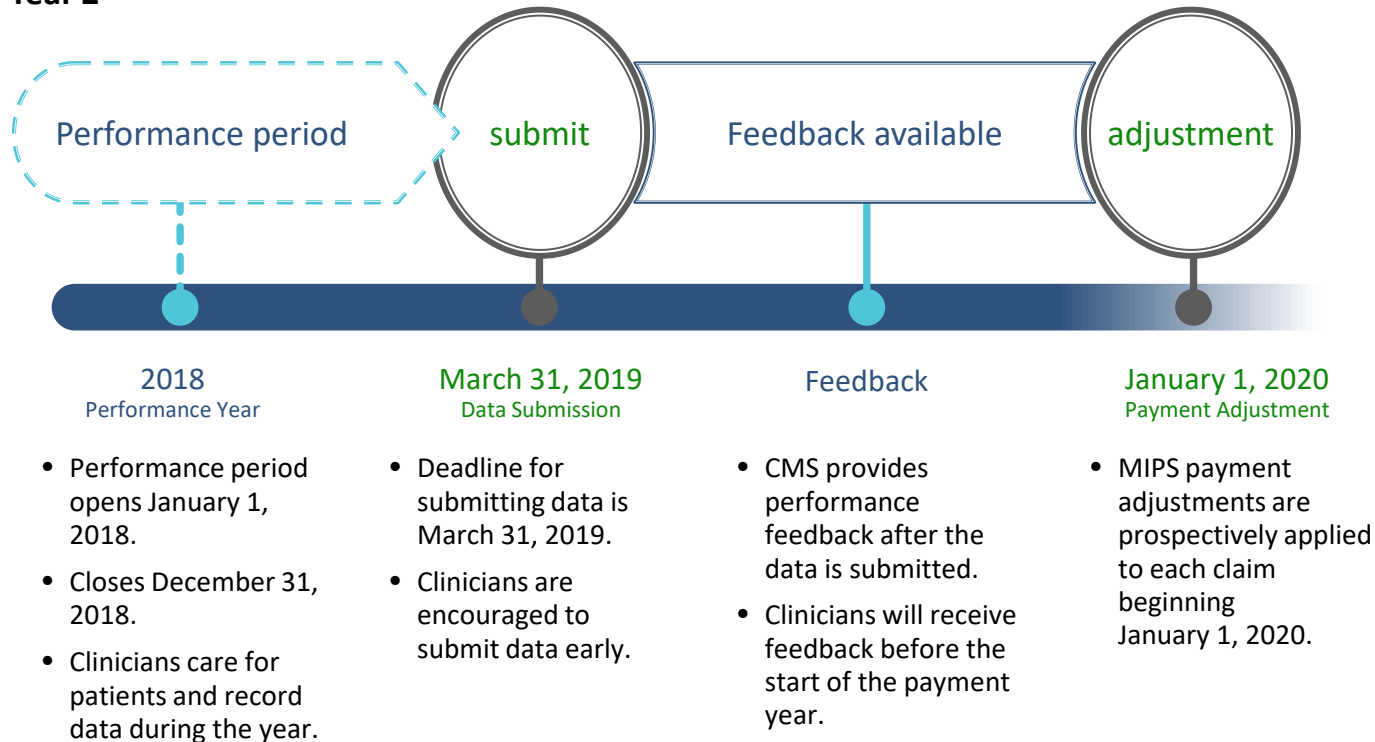 Performance period
submit
Feedback available
adjustment
2018
Performance Year
March 31, 2019
Data Submission
Feedback
January 1, 2020
Payment Adjustment
• Performance period
opens January 1,
2018.
• Closes December 31,
2018.
• Clinicians care for
patients and record
data during the year.
• Deadline for
submitting data is
March 31, 2019.
• Clinicians are
encouraged to
submit data early.
• CMS provides
performance
feedback after the
data is submitted.
• Clinicians will receive
feedback before the
start of the payment
year.
• MIPS payment
adjustments are
prospectively applied
to each claim
beginning
January 1, 2020.